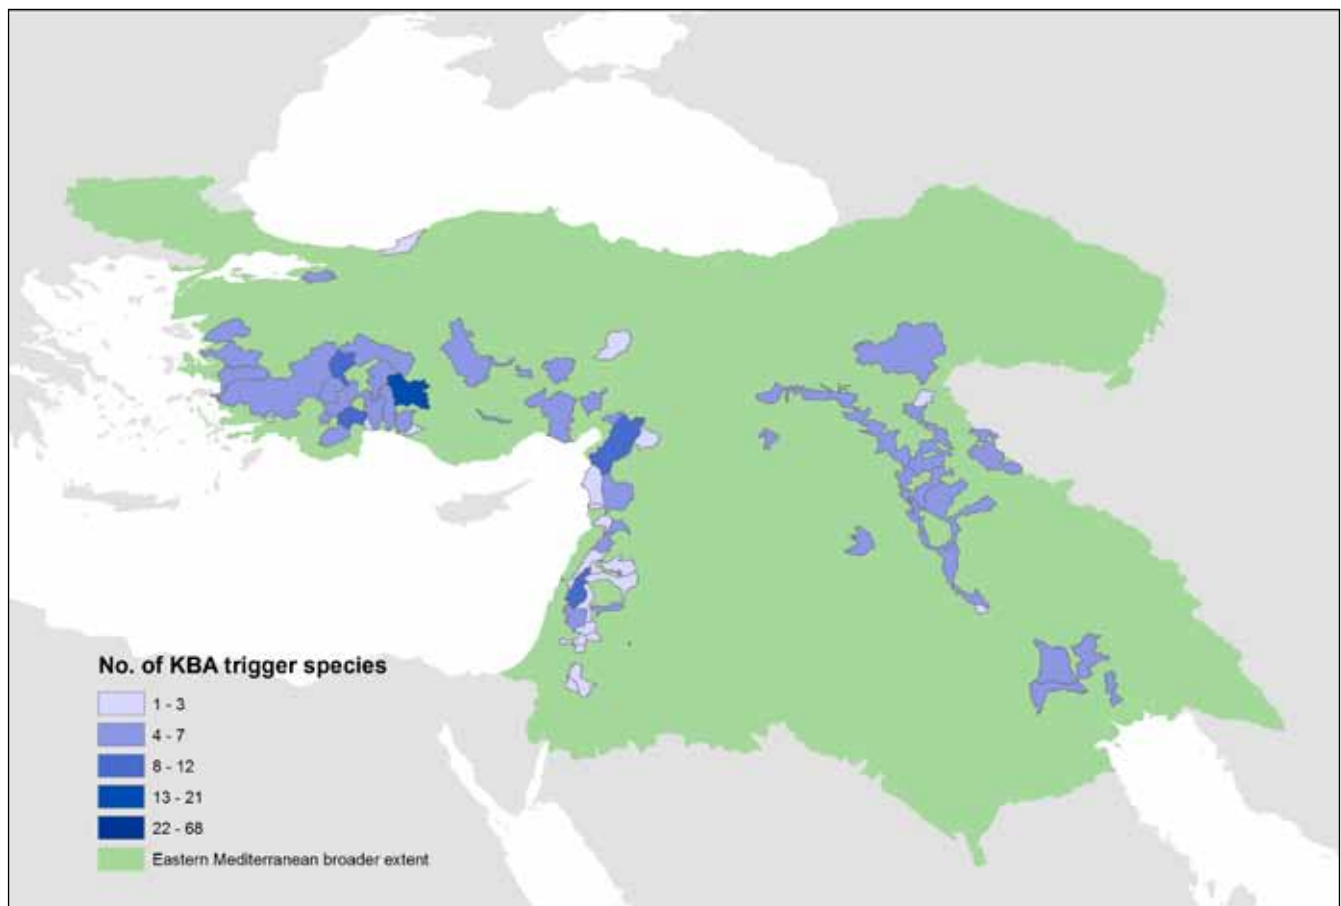 No. of KBA trigger species
1 - 3
4 - 7
8 - 12
13 - 21
22 - 68
Eastern Mediterranean broader extent